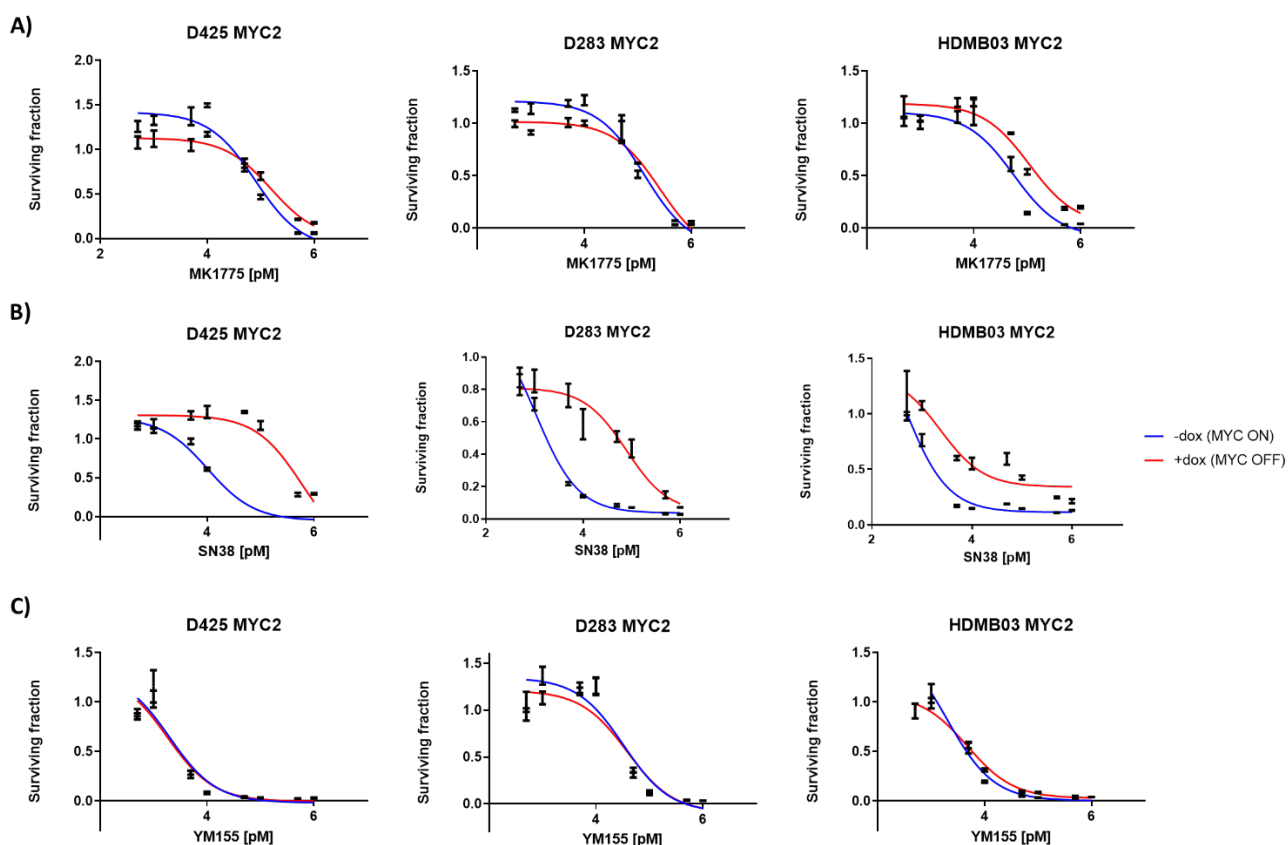 A)
D425 MYC2
D283 MYC2
HDMB03 MYC2
Surviving fraction
2.0
1.5
1.0
0.5
0.0
2
4
6
MK1775 [pM]
Surviving fraction
1.5
1.0
0.5
0.0
4
6
MK1775 [pM]
Surviving fraction
1.5
1.0
0.5
0.0
4
6
MK1775 [pM]
B)
D425 MYC2
D283 MYC2
HDMB03 MYC2
Surviving fraction
2.0
1.5
1.0
0.5
0.0
4
6
SN38 [pM]
Surviving fraction
1.0
0.8
0.6
0.4
0.2
0.0
2
4
6
SN38 [pM]
Surviving fraction
1.5
1.0
0.5
0.0
2
4
6
SN38 [pM]
-dox (MYC ON)
+dox (MYC OFF)
C)
D425 MYC2
D283 MYC2
HDMB03 MYC2
Surviving fraction
1.5
1.0
0.5
0.0
4
6
YM155 [pM]
Surviving fraction
1.5
1.0
0.5
0.0
4
6
YM155 [pM]
Surviving fraction
1.5
1.0
0.5
0.0
4
6
YM155 [pM]